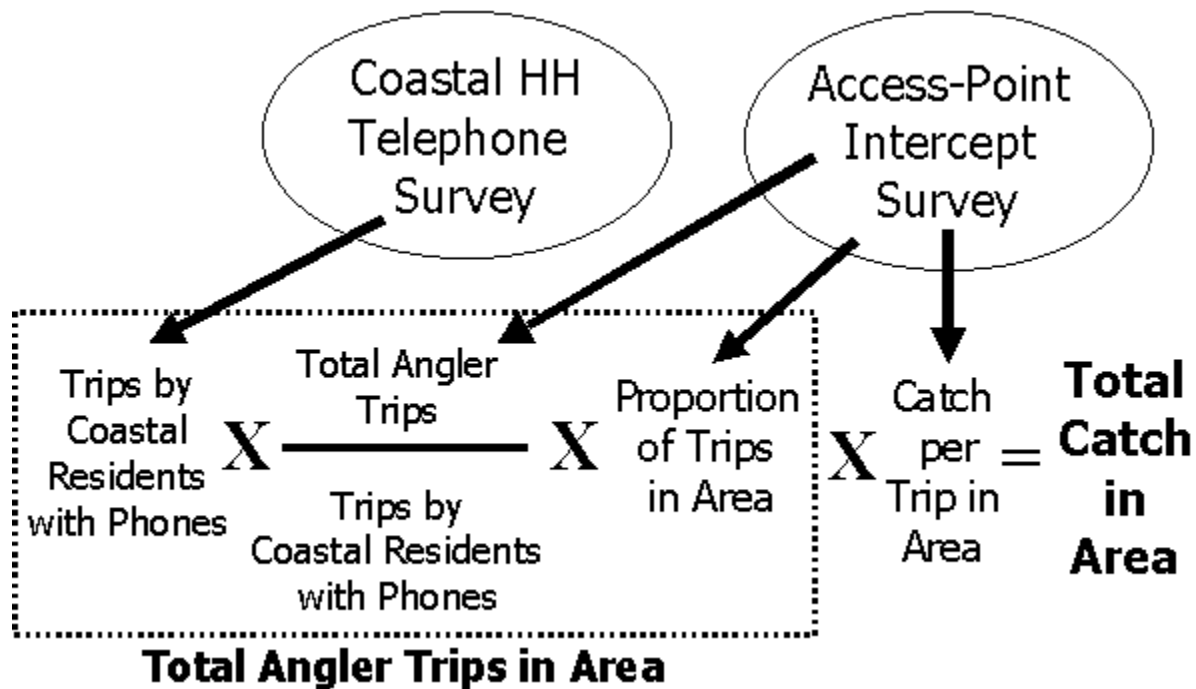 Coastal HH
Telephone
Survey
Access-Point
Intercept
Survey
Trips by
Coastal
Residents
with Phones
X
Total Angler
Trips
Trips by
Coastal Residents
with Phones
X
Proportion
of Trips
in Area
X
Catch
per
Trip in
Area
=
Total
Catch
in
Area
Total Angler Trips in Area